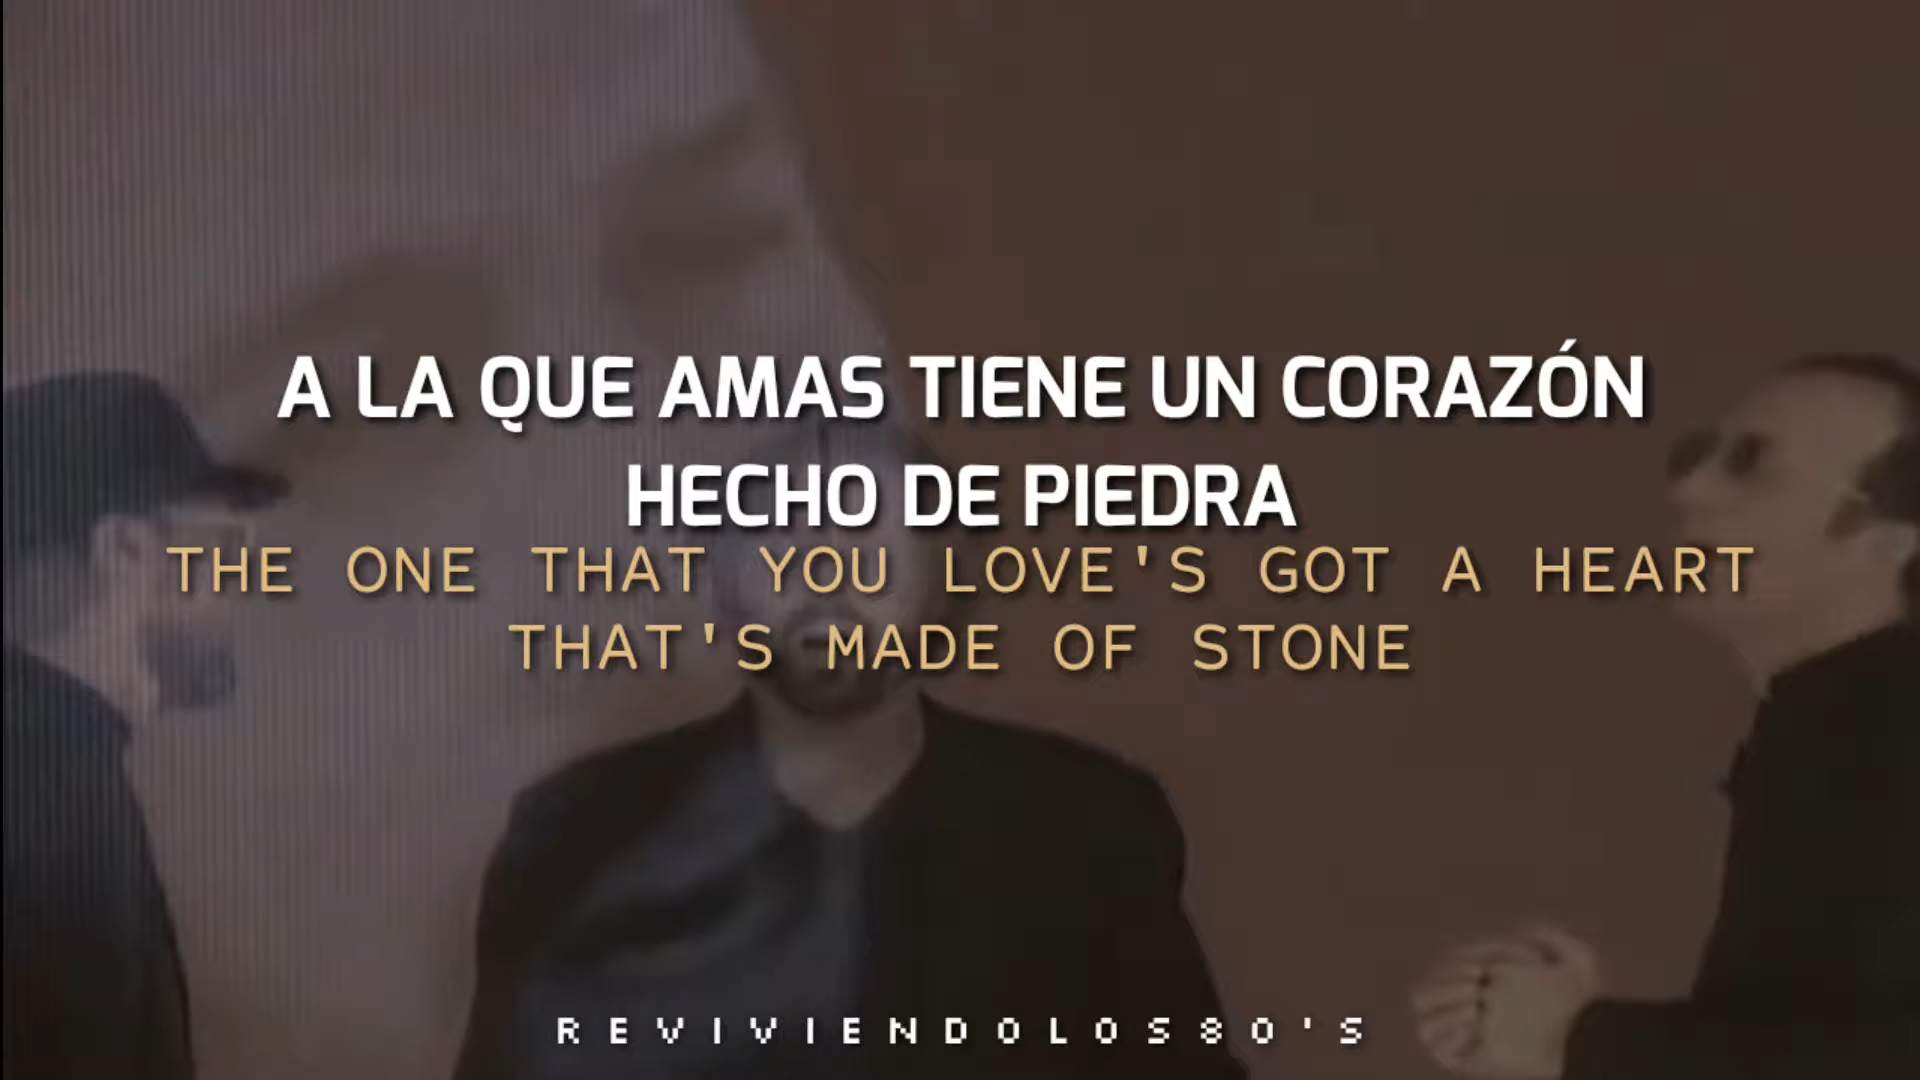 A LA QUE AMAS TIENE UN CORAZÓN
HECHO DE PIEDRA
THE ONE THAT YOU LOVE'S GOT A HEART
THAT'S MADE OF STONE
REVIVIENDOLOS80'S